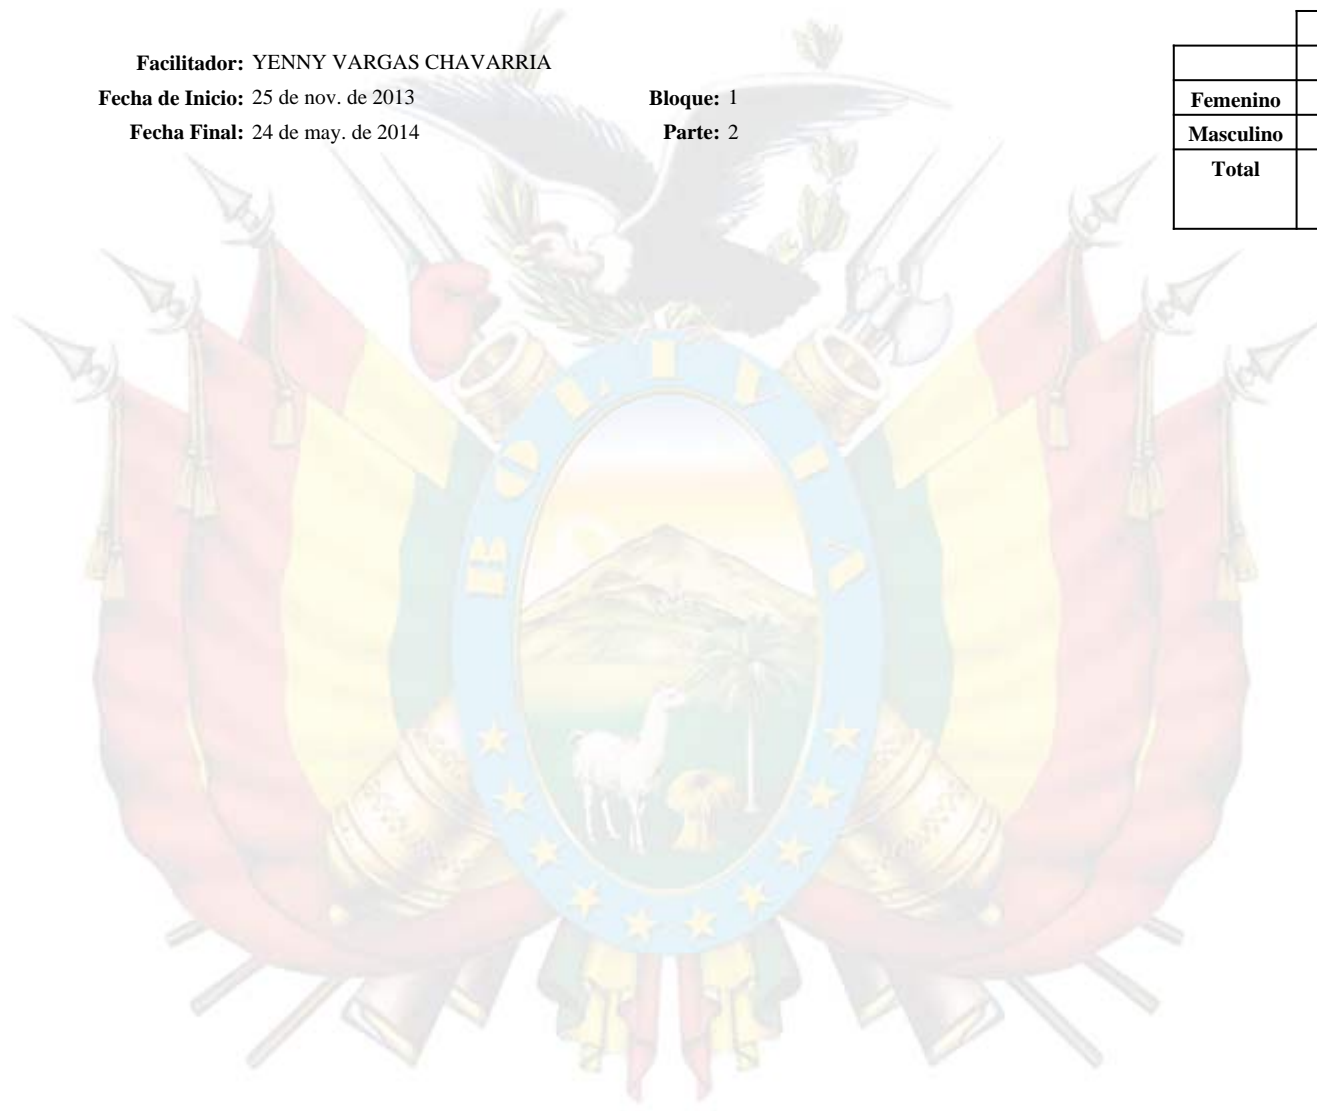 Facilitador: YENNY VARGAS CHAVARRIA
Fecha de Inicio: 25 de nov. de 2013 Bloque: 1
Fecha Final: 24 de may. de 2014 Parte: 2
Femenino
Masculino
Total
BOLIVIA